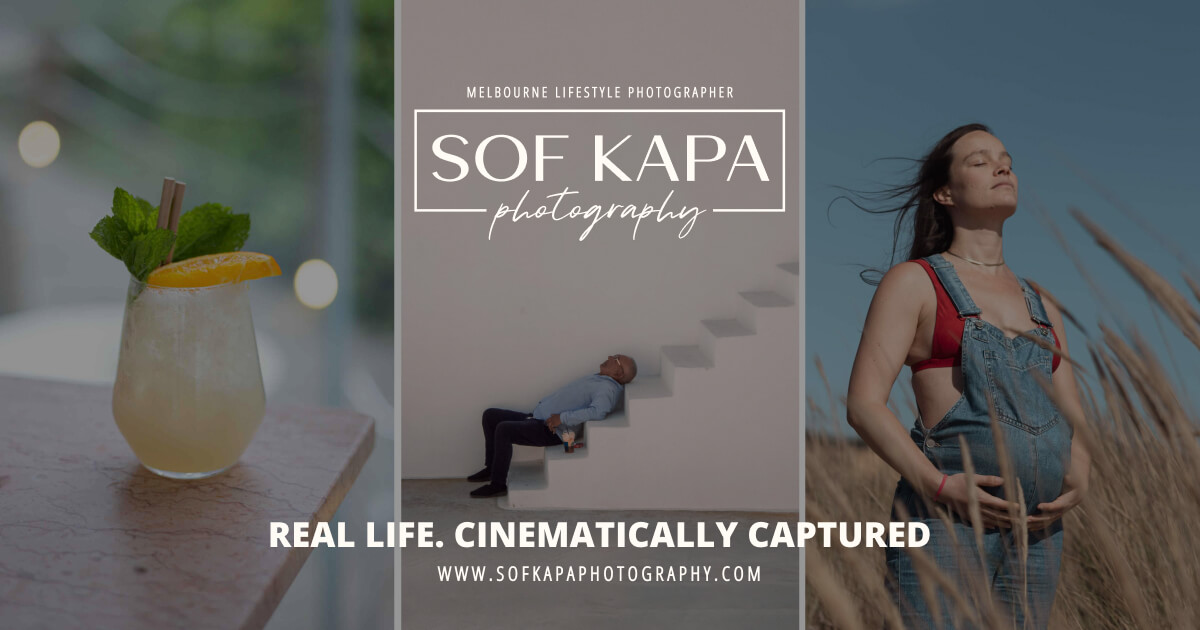 MELBOURNE LIFESTYLE PHOTOGRAPHER
SOF KAPA
photography
REAL LIFE. CINEMATICALLY CAPTURED
WWW.SOFKAPAPHOTOGRAPHY.COM